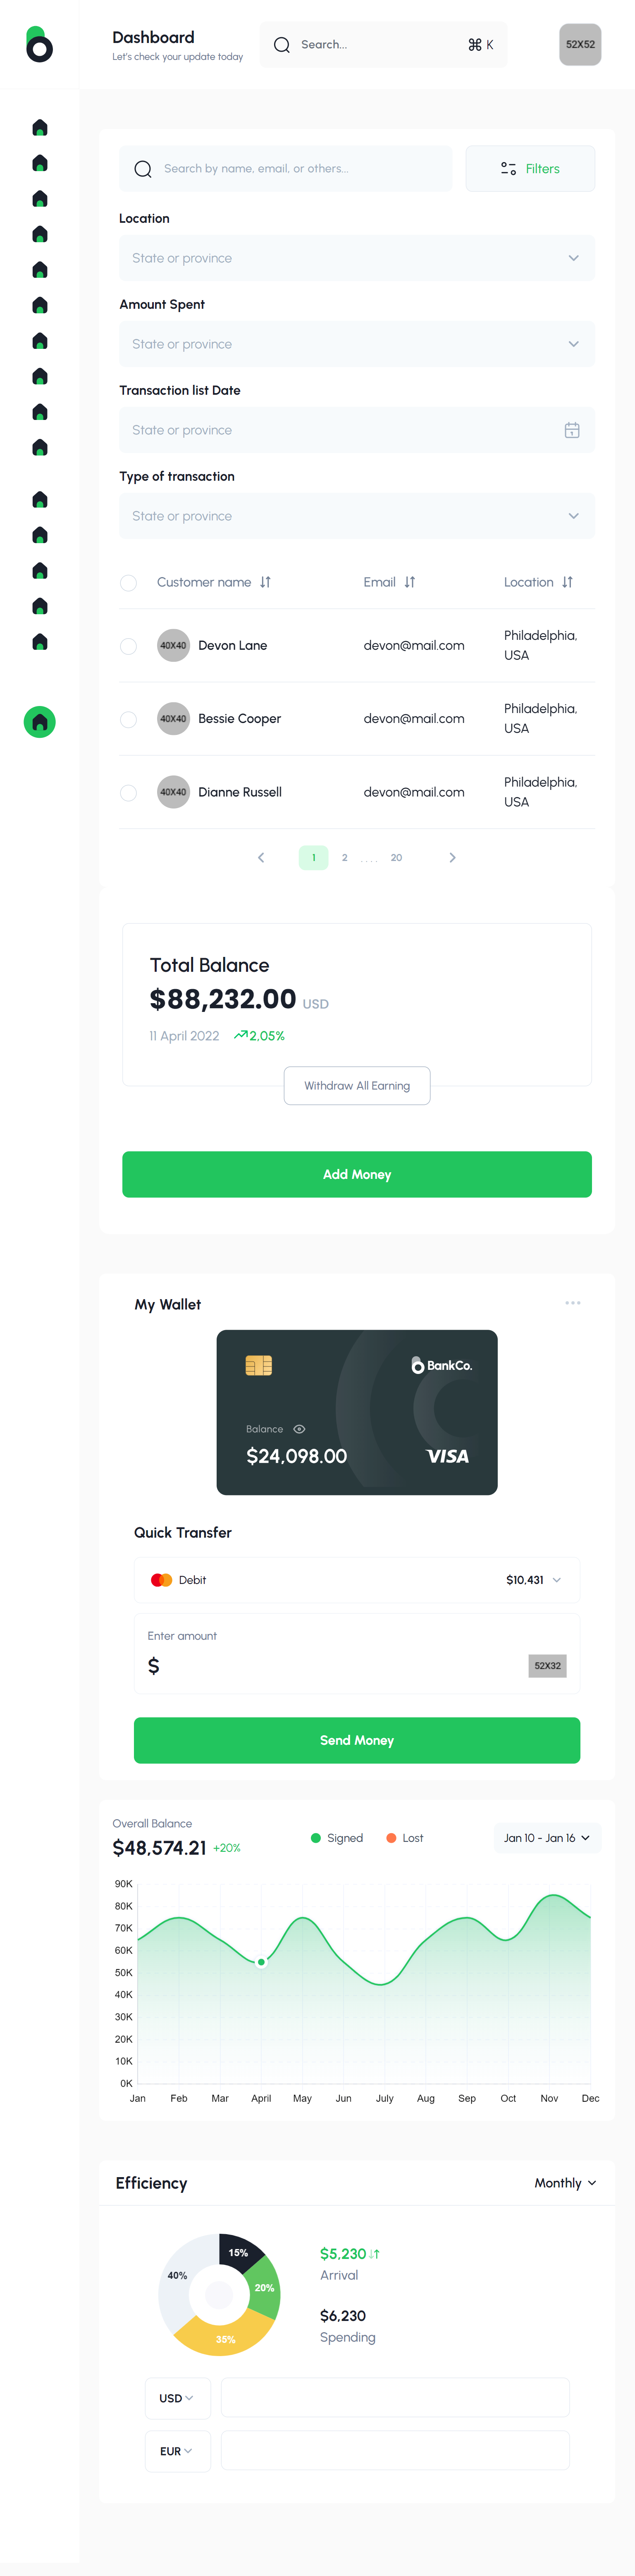 Dashboard
Let's check your update today
Search...
⌘ K
52X52
Search by name, email, or others...
Filters
Location
State or province
Amount Spent
State or province
Transaction list Date
State or province
Type of transaction
State or province
Customer name Email Location
40X40 Devon Lane devon@mail.com Philadelphia,
USA
40X40 Bessie Cooper devon@mail.com Philadelphia,
USA
40X40 Dianne Russell devon@mail.com Philadelphia,
USA
1 2 .... 20
Total Balance
$88,232.00 USD
11 April 2022 2,05%
Withdraw All Earning
Add Money
My Wallet
BankCo.
Balance
$24,098.00 VISA
Quick Transfer
Debit $10,431
Enter amount
$
52X32
Send Money
Overall Balance
$48,574.21 +20%
Signed Lost
Jan 10 - Jan 16
90K
80K
70K
60K
50K
40K
30K
20K
10K
0K
Jan Feb Mar April May Jun July Aug Sep Oct Nov Dec
Efficiency Monthly
15%
20%
35%
40%
$5,230
Arrival
$6,230
Spending
USD
EUR